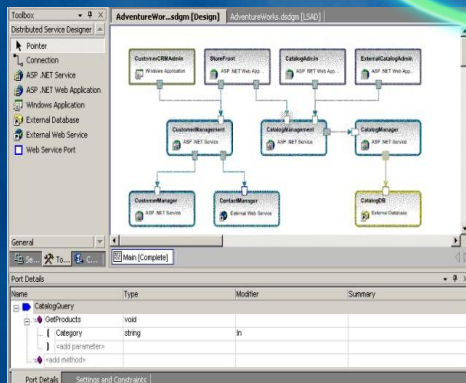 Toolbox
Distributed Service Designer
Pointer
Connection
ASP .NET Service
ASP .NET Web Application
Windows Application
External Database
External Web Service
Web Service Port
General
Se... To... C...
AdventureWor...sdgm [Design] AdventureWorks.dsdgm [LSAD]
CustomerCRMAdmin
Windows Application
StoreFront
ASP .NET Web App...
CatalogAdmin
ASP .NET Web App...
ExternalCatalogAdmin
ASP .NET Web App...
CustomerManagement
ASP .NET Service
CatalogManagement
ASP .NET Service
CatalogManager
ASP .NET Service
CustomerManager
ASP .NET Service
ContactManager
External Web Service
CatalogDB
External Database
Main [Complete]
Port Details
Name Type Modifier Summary
CatalogQuery
GetProducts void
( Category string In
) <add parameter>
<add method>
Port Details Settings and Constraints